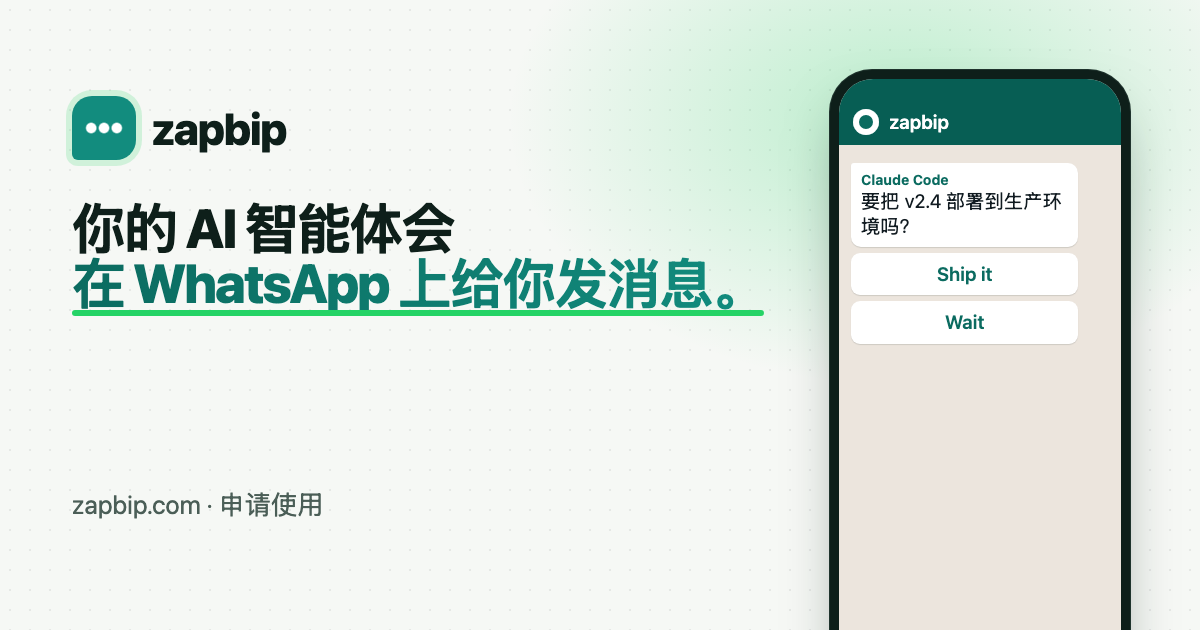 zapbip
你的 AI 智能体会
在 WhatsApp 上给你发消息。
zapbip.com · 申请使用
zapbip
Claude Code
要把 v2.4 部署到生产环
境吗?
Ship it
Wait